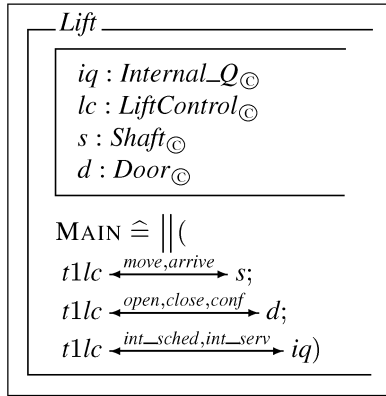 Lift
iq : Internal_Q©
lc : LiftControl©
s : Shaft©
d : Door©
MAIN ≙ ||(
t1lc ←move,arrive→ s;
t1lc ←open,close,conf→ d;
t1lc ←int_sched,int_serv→ iq)